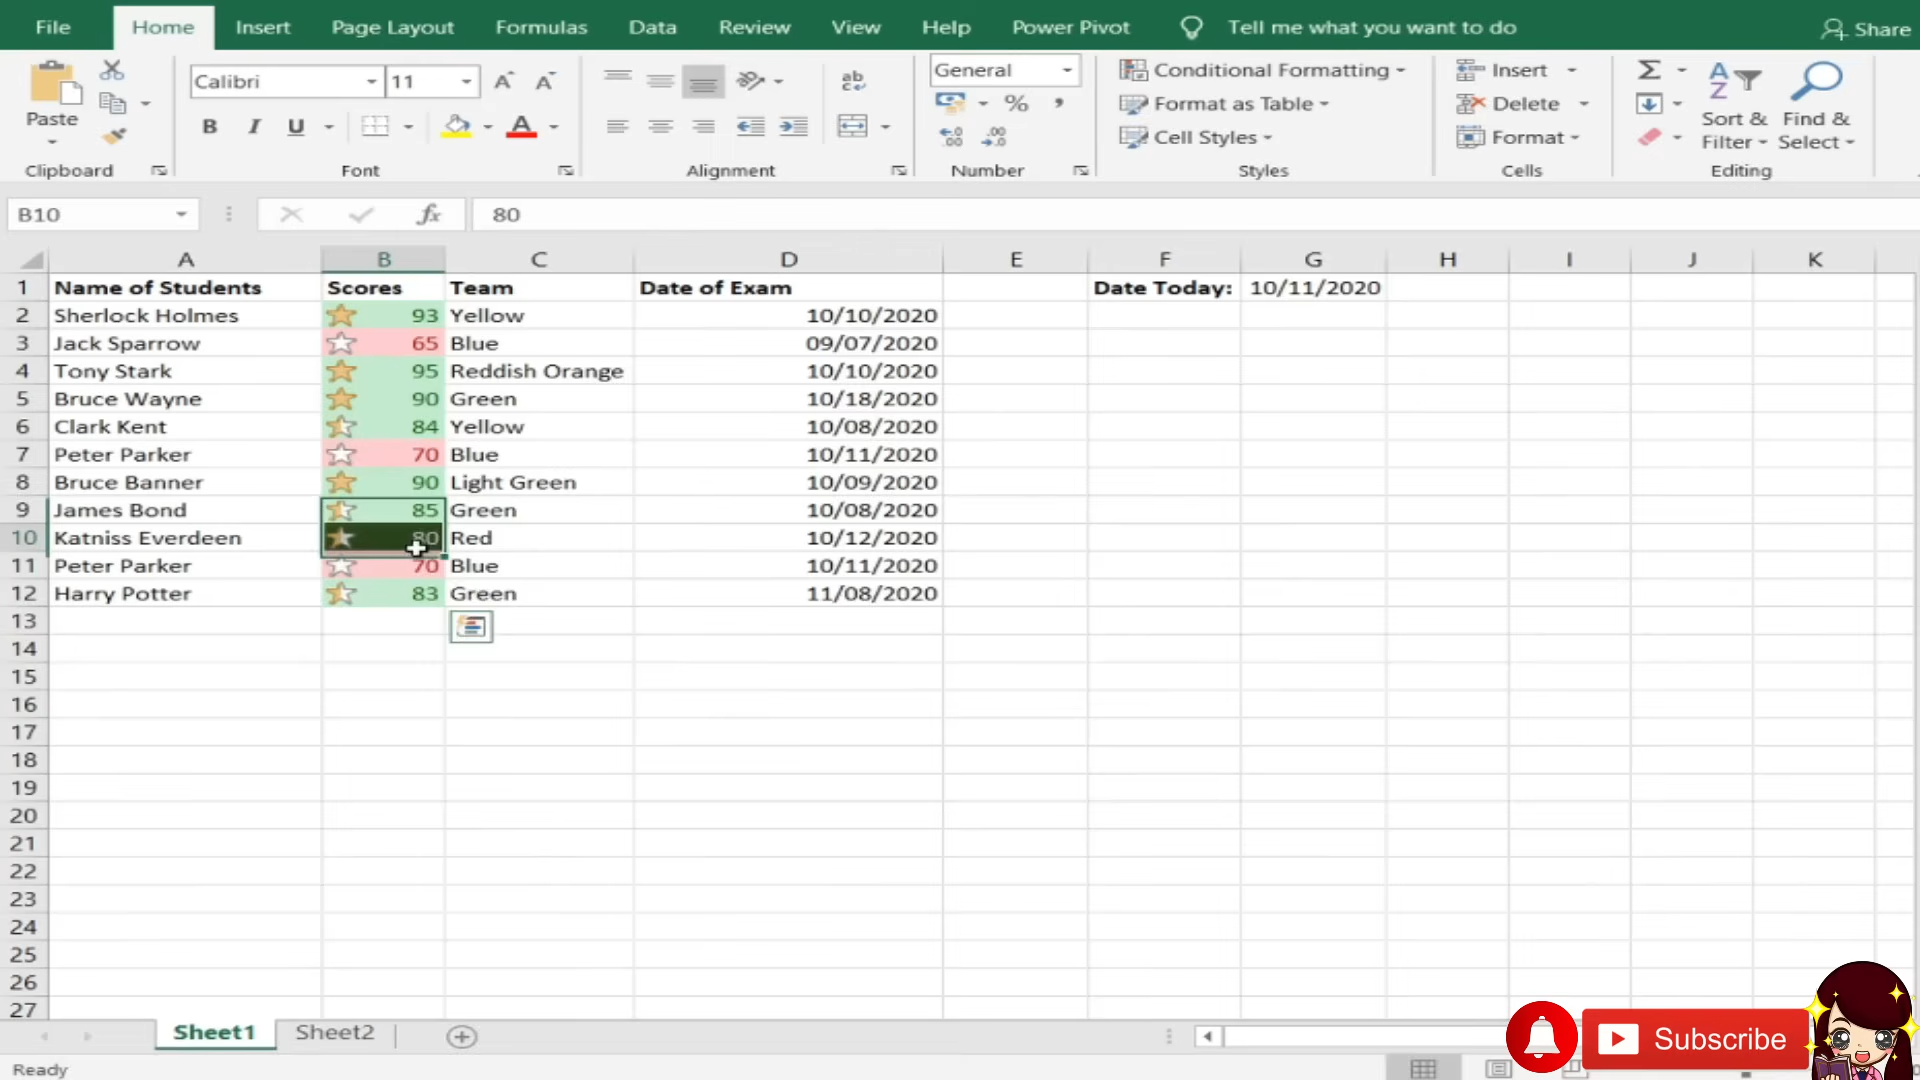 File Home Insert Page Layout Formulas Data Review View Help Power Pivot Tell me what you want to do Share
Calibri 11 General Conditional Formatting Insert
Format as Table Delete
Paste Sort & Filter Find & Select
B I U A Cell Styles Format
Clipboard Font Alignment Number Styles Cells Editing
B10 fx 80
A B C D E F G H I J K
1 Name of Students Scores Team Date of Exam Date Today: 10/11/2020
2 Sherlock Holmes 93 Yellow 10/10/2020
3 Jack Sparrow 65 Blue 09/07/2020
4 Tony Stark 95 Reddish Orange 10/10/2020
5 Bruce Wayne 90 Green 10/18/2020
6 Clark Kent 84 Yellow 10/08/2020
7 Peter Parker 70 Blue 10/11/2020
8 Bruce Banner 90 Light Green 10/09/2020
9 James Bond 85 Green 10/08/2020
10 Katniss Everdeen 80 Red 10/12/2020
11 Peter Parker 70 Blue 10/11/2020
12 Harry Potter 83 Green 11/08/2020
13
14
15
16
17
18
19
20
21
22
23
24
25
26
27
Sheet1 Sheet2
Subscribe
Ready